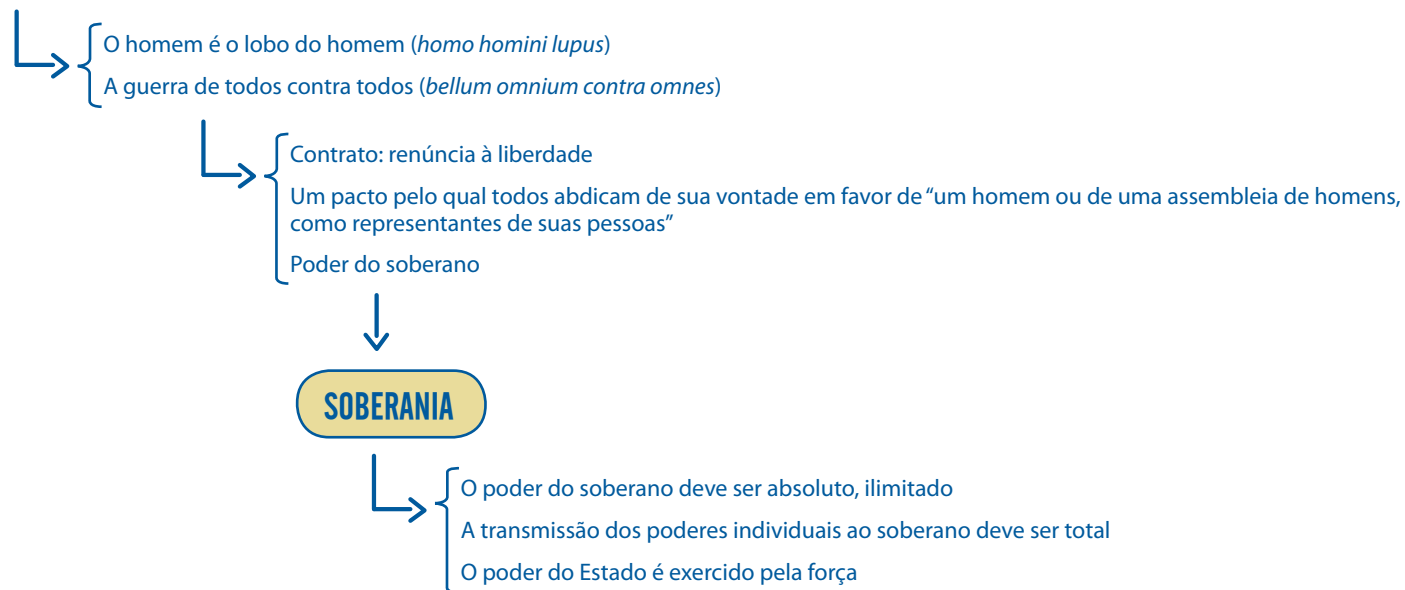 O homem é o lobo do homem (homo homini lupus)
A guerra de todos contra todos (bellum omnium contra omnes)
Contrato: renúncia à liberdade
Um pacto pelo qual todos abdicam de sua vontade em favor de “um homem ou de uma assembleia de homens,
como representantes de suas pessoas”
Poder do soberano
SOBERANIA
O poder do soberano deve ser absoluto, ilimitado
A transmissão dos poderes individuais ao soberano deve ser total
O poder do Estado é exercido pela força